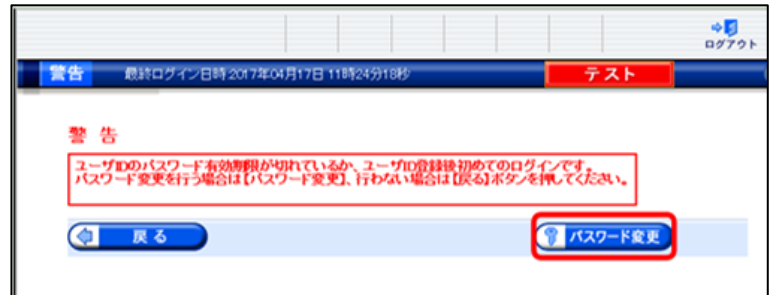 ログアウト
警告 最終ログイン日時:2017年04月17日 11時24分18秒 テスト
警 告
ユーザIDのパスワード有効期限が切れているか、ユーザID登録後初めてのログインです。
パスワード変更を行う場合は【パスワード変更】、行わない場合は【戻る】ボタンを押してください。
戻る パスワード変更